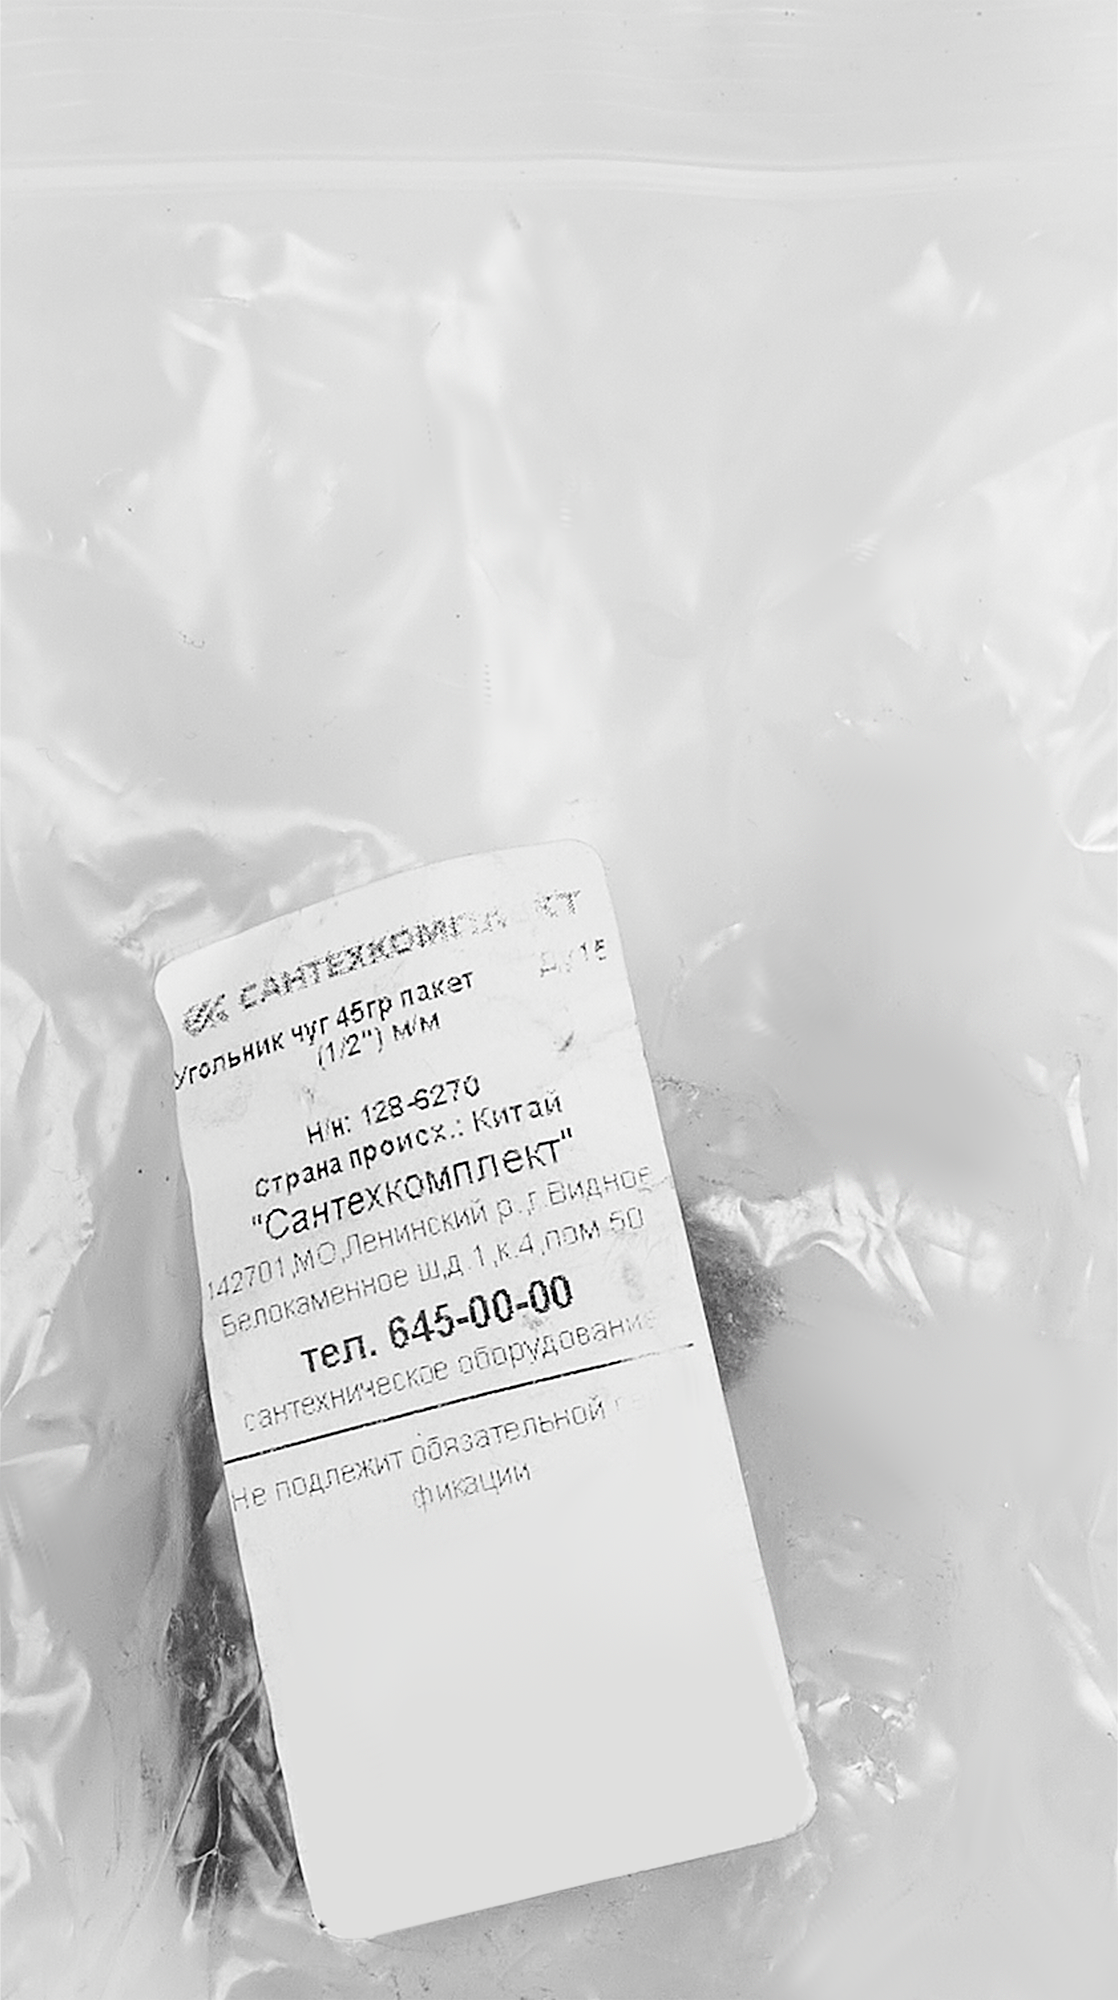 САНТЕХКОМПЛЕКТ
Угольник чуг 45гр пакет Ду15
(1/2") м/м
Н/н: 128-6270
Страна происх.: Китай
"Сантехкомплект"
142701,МО,Ленинский р.,г.Видное
Белокаменное ш,д.1,к.4,пом 50
тел. 645-00-00
сантехническое оборудование
Не подлежит обязательной
фикации